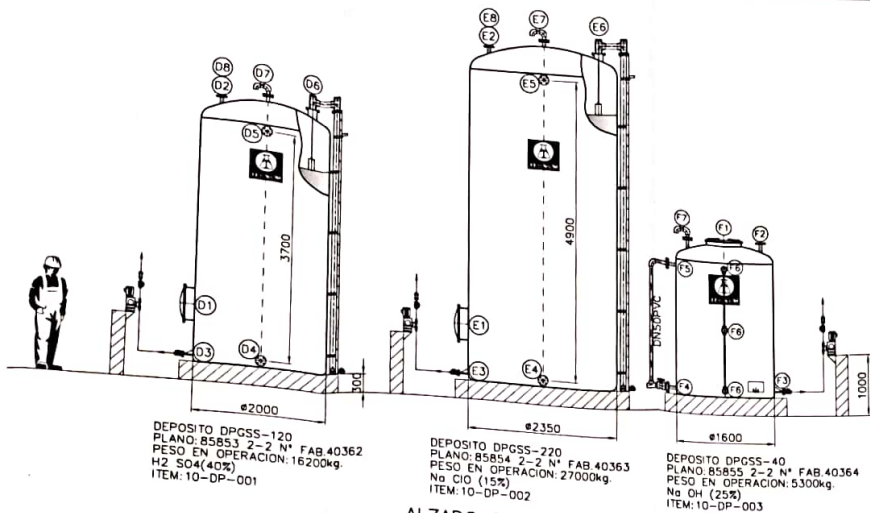 E8
E2
E7
E6
D8
D2
D7
D6
E5
D5
3700
4900
F7
F1
F2
F5
F6
DN50PVC
F6
D1
E1
D3
D4
E3
E4
F4
F6
F3
300
1000
ø2000
ø2350
ø1600
DEPOSITO DPGSS-120
PLANO: 85853 2-2 N° FAB.40362
PESO EN OPERACION: 16200kg.
H2 SO4(40%)
ITEM: 10-DP-001
DEPOSITO DPGSS-220
PLANO: 85854 2-2 N° FAB.40363
PESO EN OPERACION: 27000kg.
Na ClO (15%)
ITEM: 10-DP-002
DEPOSITO DPGSS-40
PLANO: 85855 2-2 N° FAB.40364
PESO EN OPERACION: 5300kg.
Na OH (25%)
ITEM: 10-DP-003